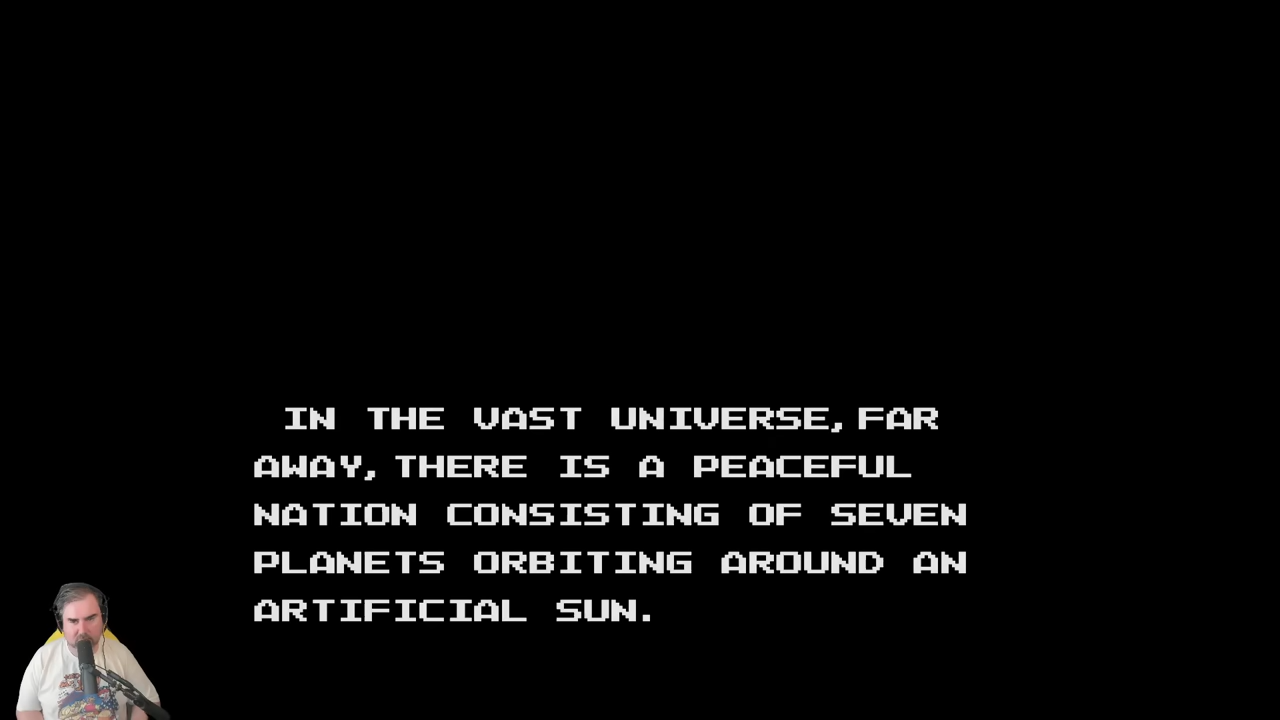 IN THE VAST UNIVERSE, FAR
AWAY, THERE IS A PEACEFUL
NATION CONSISTING OF SEVEN
PLANETS ORBITING AROUND AN
ARTIFICIAL SUN.